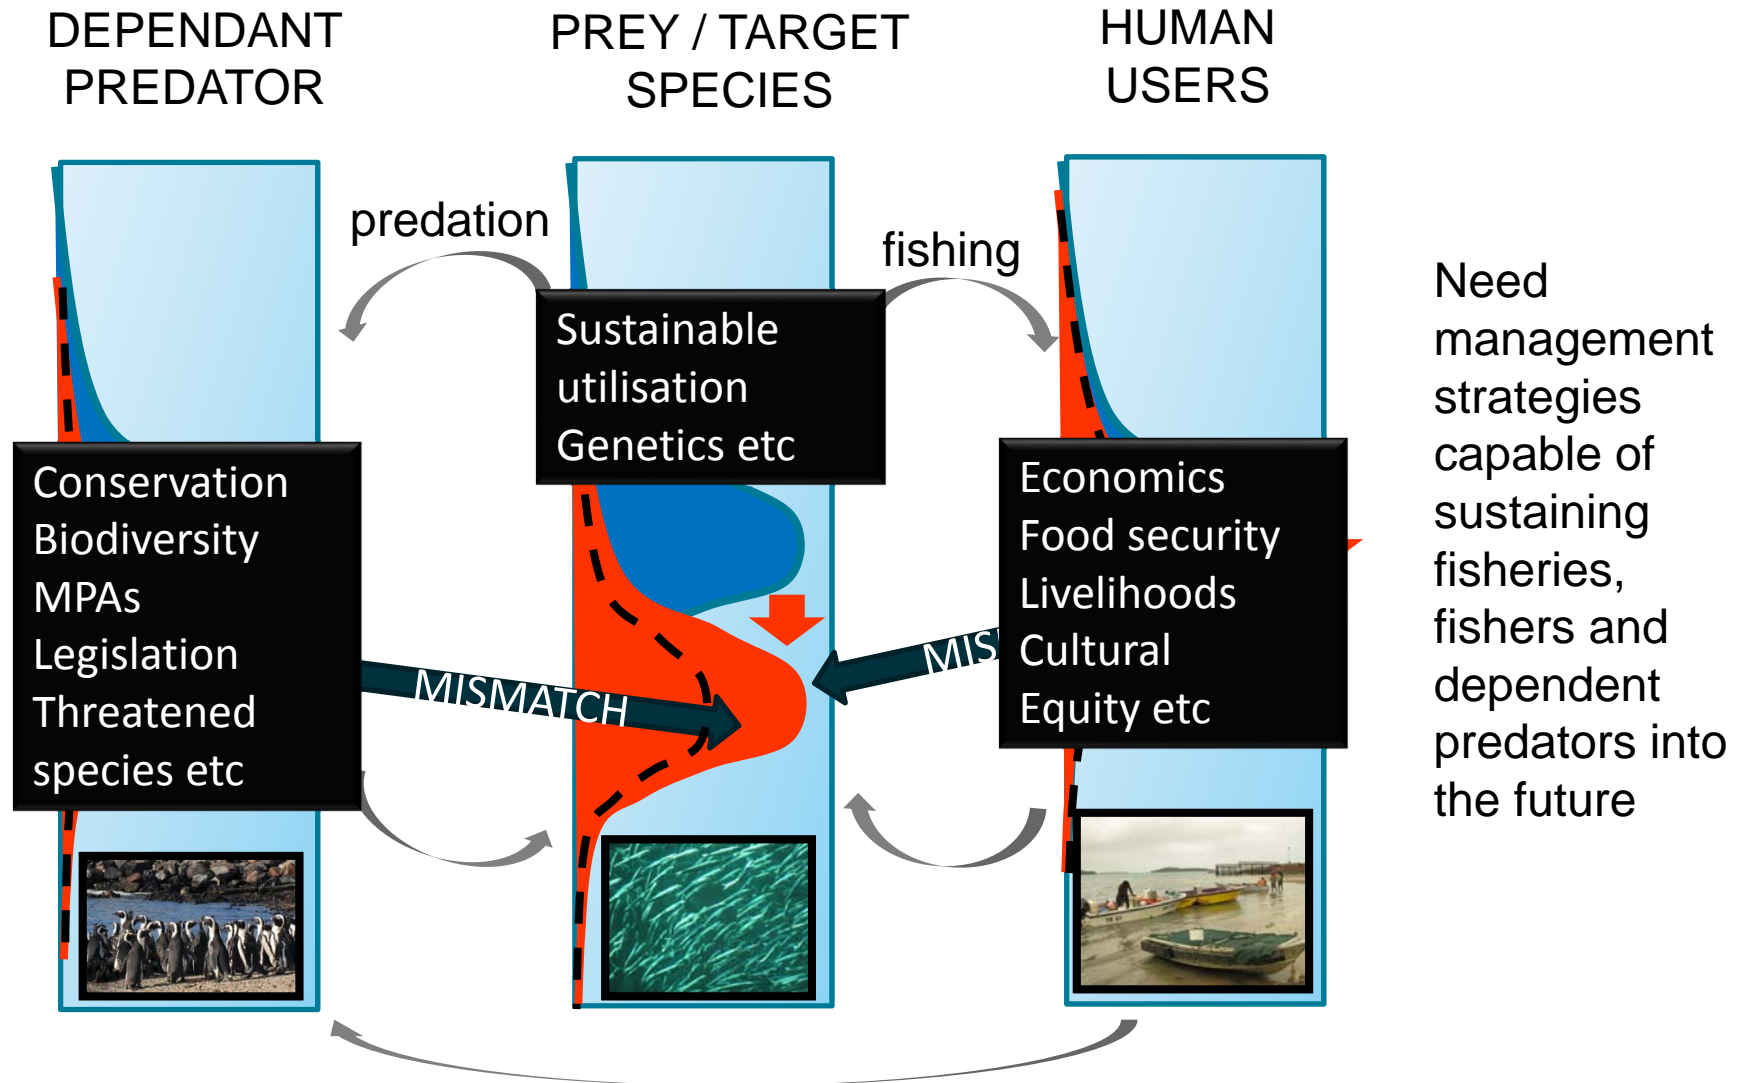 DEPENDANT
PREDATOR
PREY / TARGET
SPECIES
HUMAN
USERS
predation
fishing
Sustainable
utilisation
Genetics etc
Conservation
Biodiversity
MPAs
Legislation
Threatened
species etc
MISMATCH
MIS
Economics
Food security
Livelihoods
Cultural
Equity etc
Need
management
strategies
capable of
sustaining
fisheries,
fishers and
dependent
predators into
the future